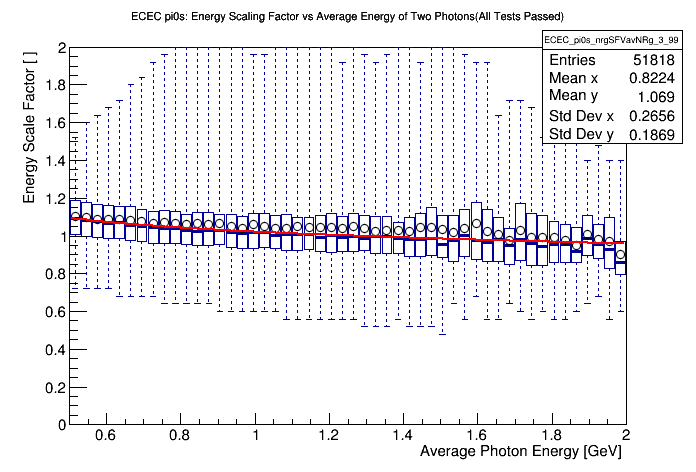 ECEC pi0s: Energy Scaling Factor vs Average Energy of Two Photons(All Tests Passed)
ECEC_pi0s_nrgSFVavNRg_3_99
Entries 51818
Mean x 0.8224
Mean y 1.069
Std Dev x 0.2656
Std Dev y 0.1869
Energy Scale Factor [ ]
2
1.8
1.6
1.4
1.2
1
0.8
0.6
0.4
0.2
0
0.6 0.8 1 1.2 1.4 1.6 1.8 2
Average Photon Energy [GeV]